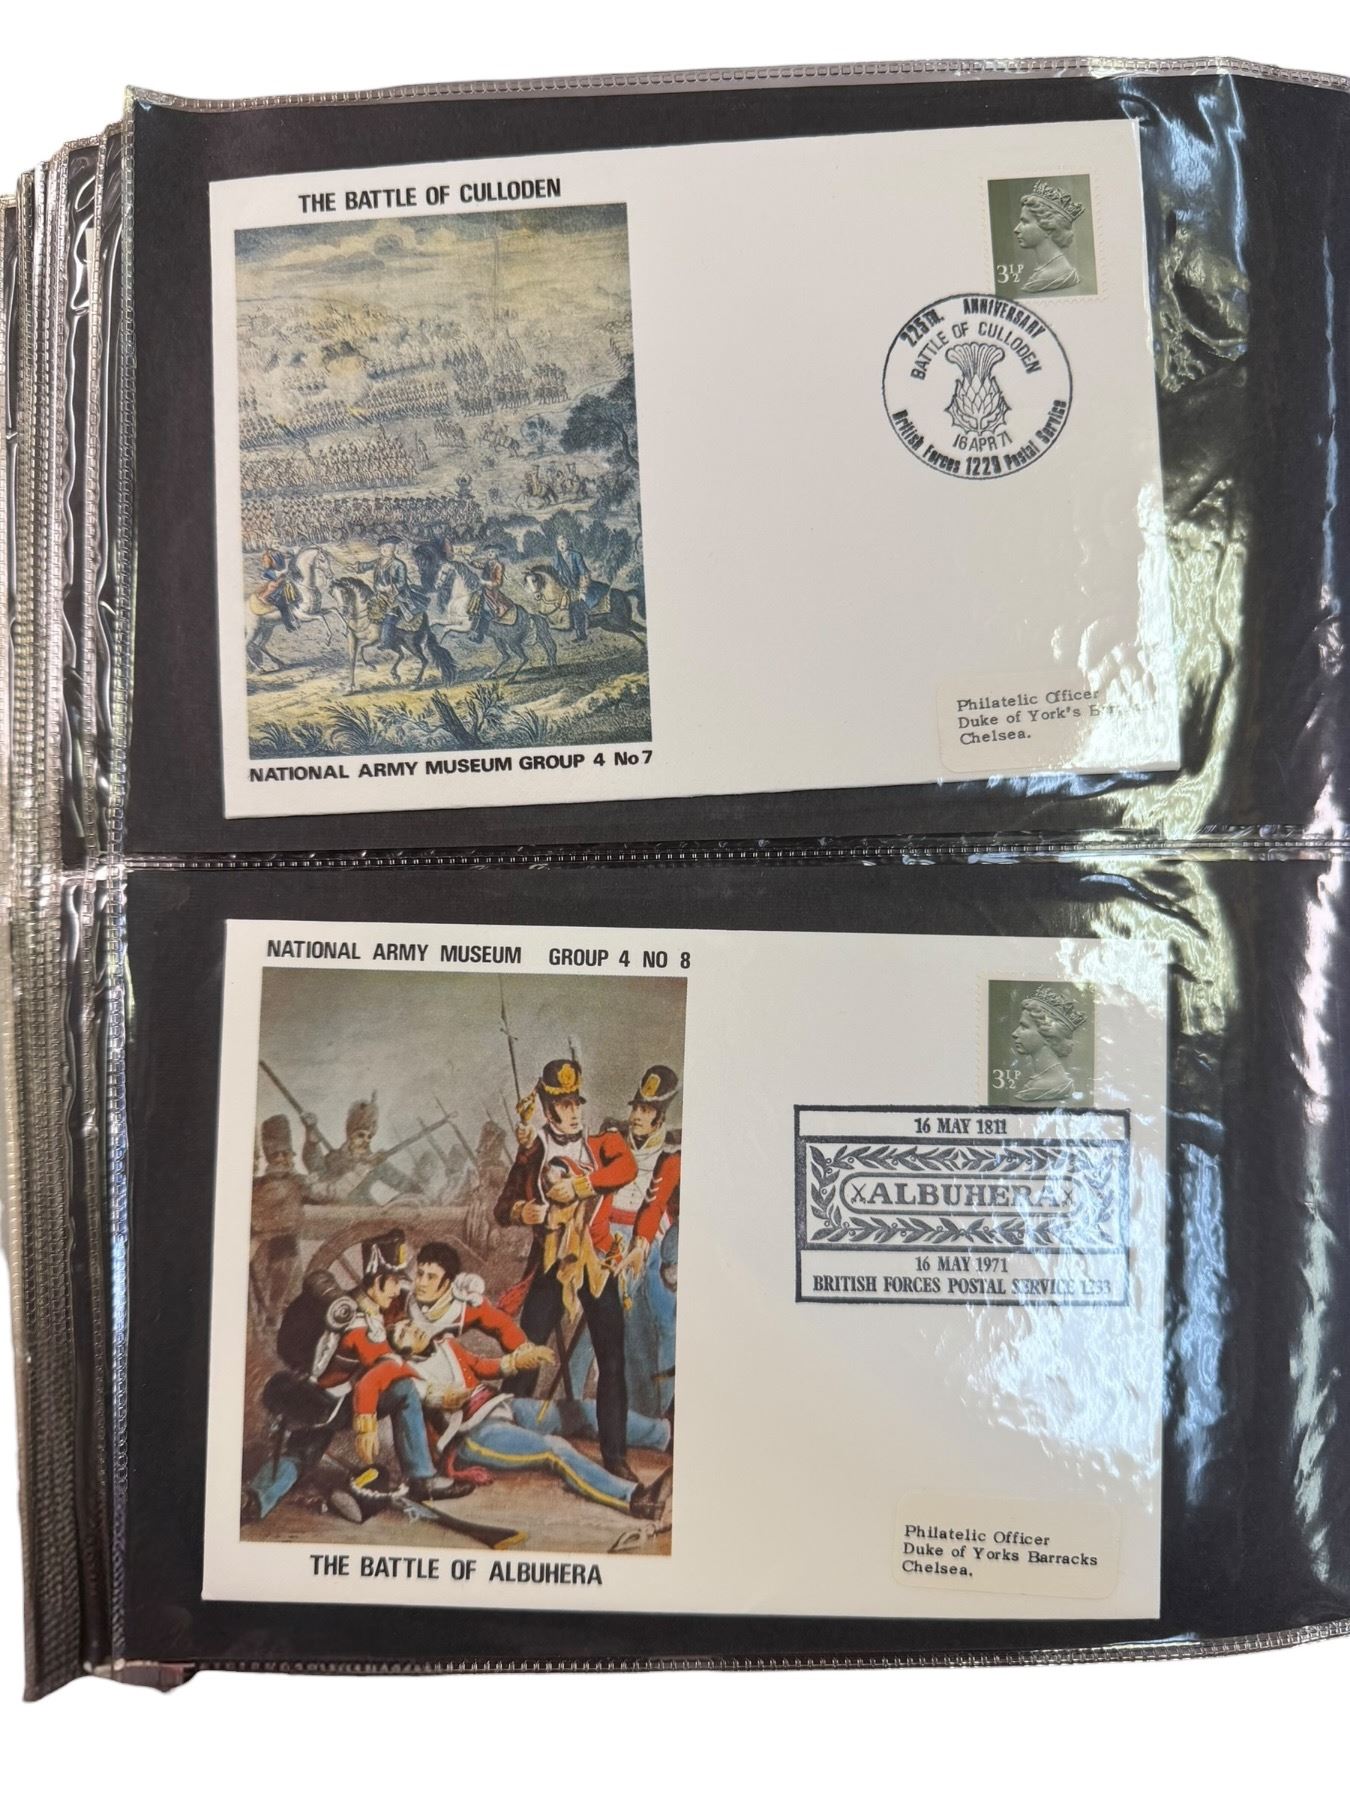 THE BATTLE OF CULLODEN
3½P
225TH. ANNIVERSARY
BATTLE OF CULLODEN
16 APR 71
British Forces 1229 Postal Service
Philatelic Officer
Duke of York's
Chelsea.
NATIONAL ARMY MUSEUM GROUP 4 No 7
NATIONAL ARMY MUSEUM GROUP 4 NO 8
3½P
16 MAY 1811
ALBUHERA
16 MAY 1971
BRITISH FORCES POSTAL SERVICE 1233
THE BATTLE OF ALBUHERA
Philatelic Officer
Duke of Yorks Barracks
Chelsea.